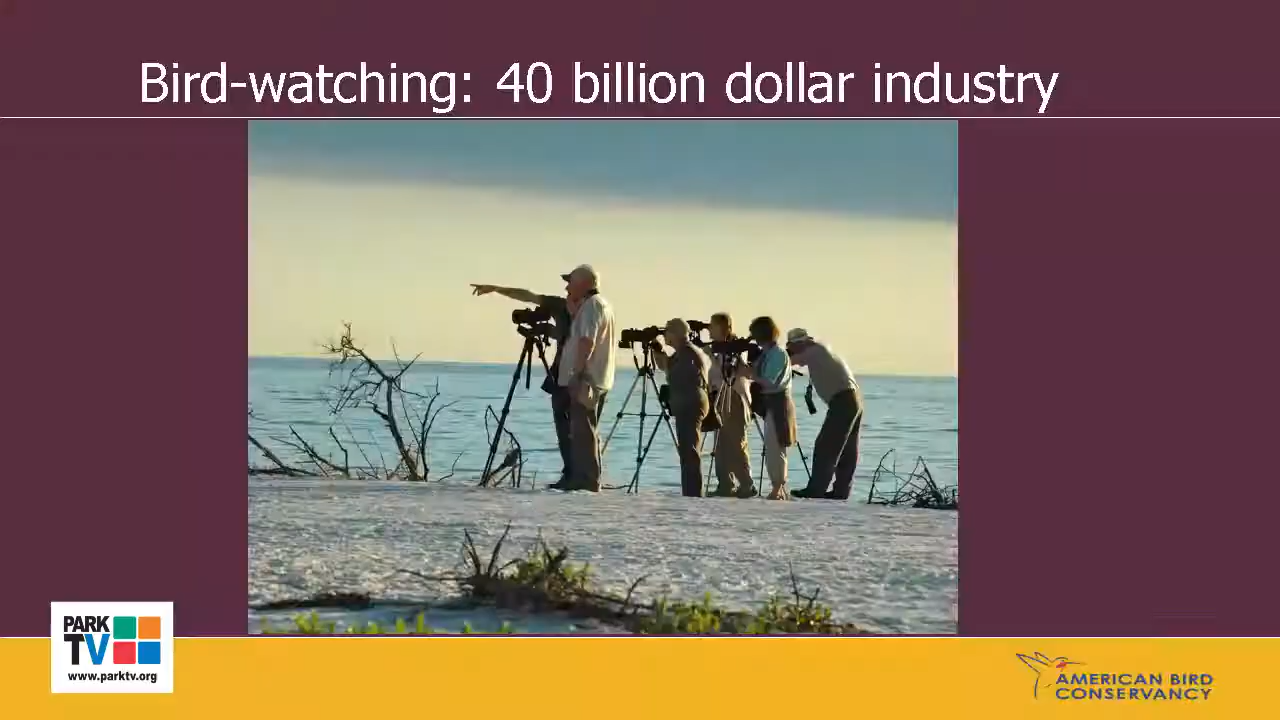 Bird-watching: 40 billion dollar industry
PARK
TV
www.parktv.org
AMERICAN BIRD
CONSERVANCY